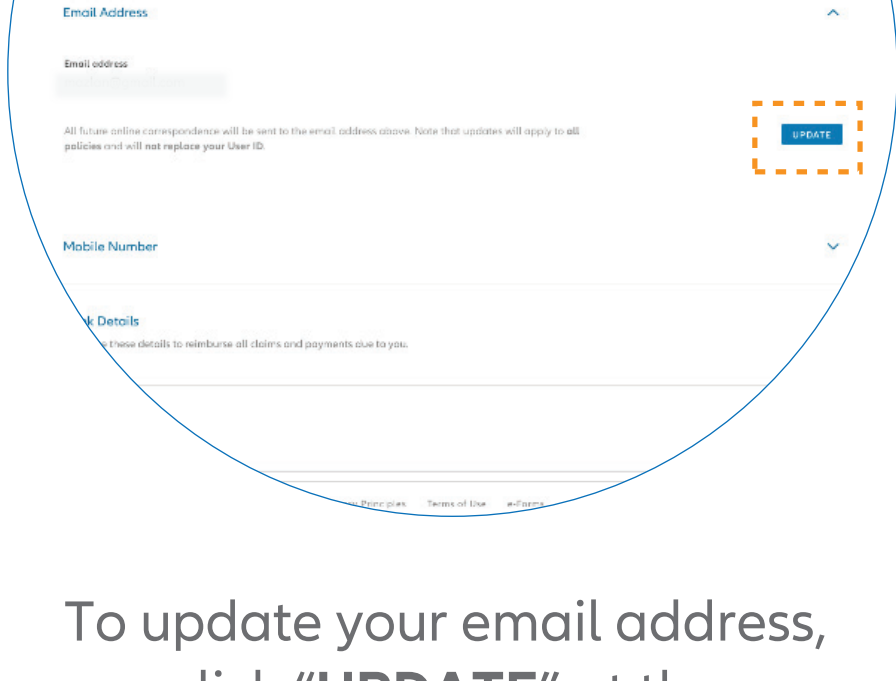 Email Address
Email address
All future online correspondence will be sent to the email address above. Note that updates will apply to all
policies and will not replace your User ID.
UPDATE
Mobile Number
Details
these details to reimburse all claims and payments due to you.
Principles Terms of Use e-Forms
To update your email address,
"UPDATE"